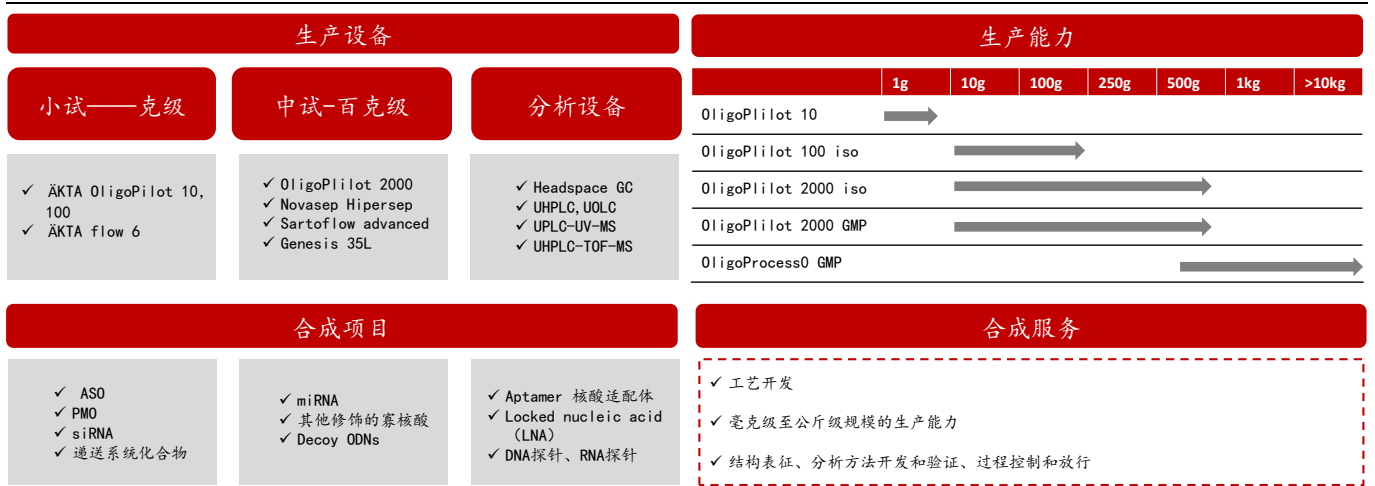 生产设备
小试——克级
中试-百克级
分析设备
✓ ÄKTA OligoPilot 10,
100
✓ ÄKTA flow 6
✓ OligoPlilot 2000
✓ Novasep Hipersep
✓ Sartoflow advanced
✓ Genesis 35L
✓ Headspace GC
✓ UHPLC,UOLC
✓ UPLC-UV-MS
✓ UHPLC-TOF-MS
生产能力
1g 10g 100g 250g 500g 1kg >10kg
OligoPlilot 10
OligoPlilot 100 iso
OligoPlilot 2000 iso
OligoPlilot 2000 GMP
OligoProcessO GMP
合成项目
✓ ASO
✓ PMO
✓ siRNA
✓ 递送系统化合物
✓ miRNA
✓ 其他修饰的寡核酸
✓ Decoy ODNs
✓ Aptamer 核酸适配体
✓ Locked nucleic acid
（LNA）
✓ DNA探针、RNA探针
合成服务
✓ 工艺开发
✓ 毫克级至公斤级规模的生产能力
✓ 结构表征、分析方法开发和验证、过程控制和放行